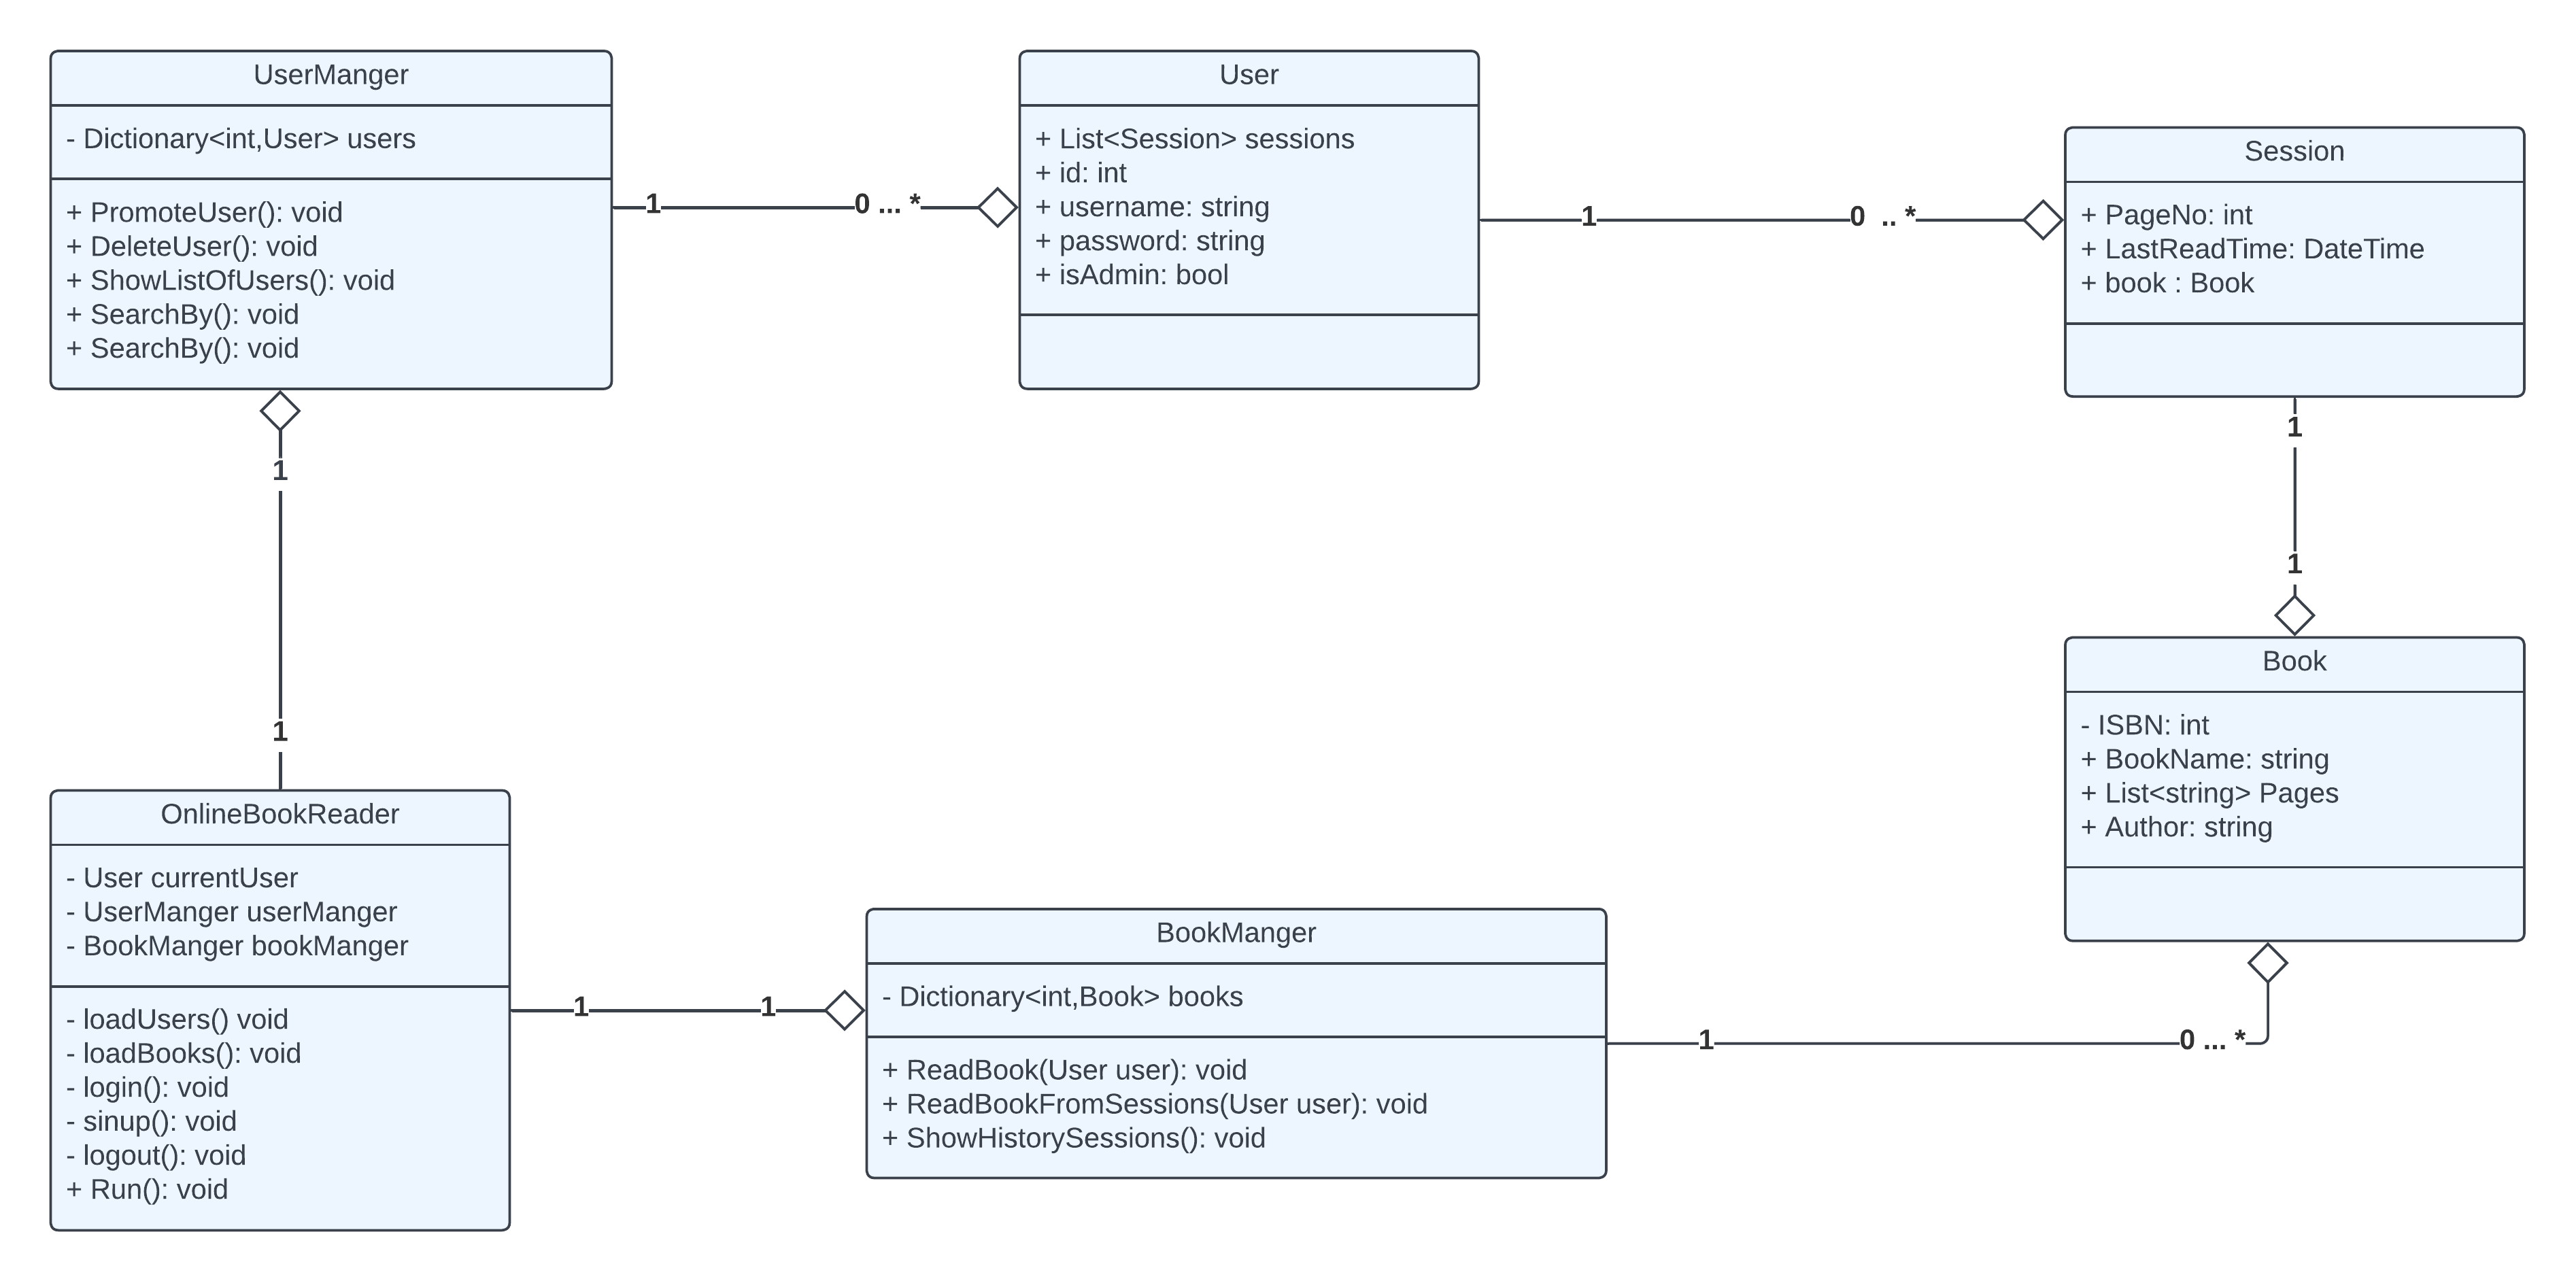 UserManger
- Dictionary<int,User> users
+ PromoteUser(): void
+ DeleteUser(): void
+ ShowListOfUsers(): void
+ SearchBy(): void
+ SearchBy(): void
1
0 ... *
User
+ List<Session> sessions
+ id: int
+ username: string
+ password: string
+ isAdmin: bool
1
0 .. *
Session
+ PageNo: int
+ LastReadTime: DateTime
+ book : Book
1
1
1
1
Book
- ISBN: int
+ BookName: string
+ List<string> Pages
+ Author: string
OnlineBookReader
- User currentUser
- UserManger userManger
- BookManger bookManger
- loadUsers() void
- loadBooks(): void
- login(): void
- sinup(): void
- logout(): void
+ Run(): void
1
1
BookManger
- Dictionary<int,Book> books
+ ReadBook(User user): void
+ ReadBookFromSessions(User user): void
+ ShowHistorySessions(): void
1
0 ... *